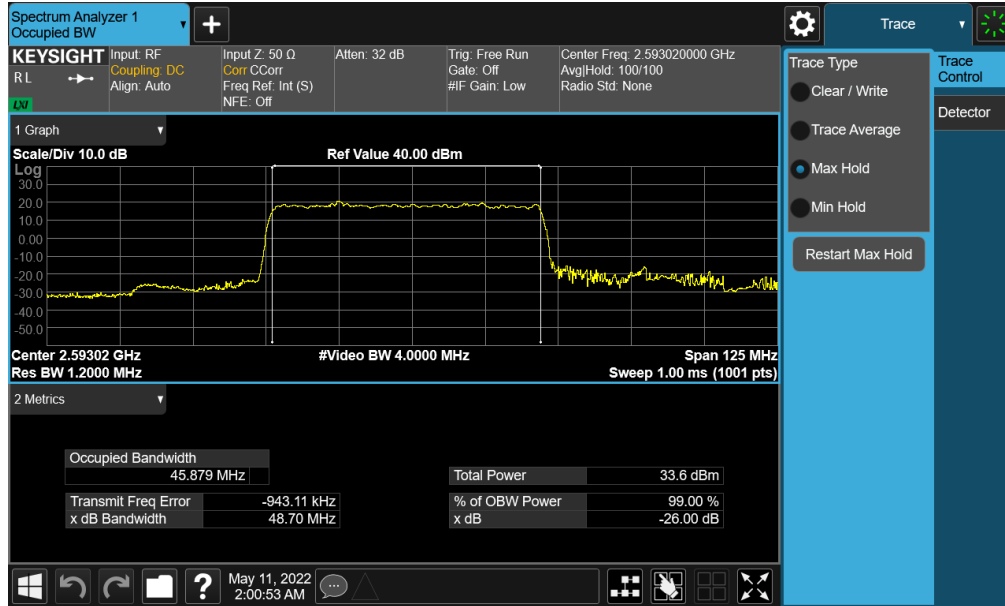 Spectrum Analyzer 1
Occupied BW
+
Trace
KEYSIGHT
Input: RF
Input Z: 50 Ω
Atten: 32 dB
Trig: Free Run
Center Freq: 2.593020000 GHz
R L
Coupling: DC
Corr CCorr
Gate: Off
Avg|Hold: 100/100
Align: Auto
Freq Ref: Int (S)
#IF Gain: Low
Radio Std: None
LXI
NFE: Off
1 Graph
Scale/Div 10.0 dB
Ref Value 40.00 dBm
Log
30.0
20.0
10.0
0.00
-10.0
-20.0
-30.0
-40.0
-50.0
Center 2.59302 GHz
#Video BW 4.0000 MHz
Span 125 MHz
Res BW 1.2000 MHz
Sweep 1.00 ms (1001 pts)
2 Metrics
Occupied Bandwidth
45.879 MHz
Total Power 33.6 dBm
Transmit Freq Error -943.11 kHz
% of OBW Power 99.00 %
x dB Bandwidth 48.70 MHz
x dB -26.00 dB
Trace Type
Clear / Write
Trace Average
Max Hold
Min Hold
Restart Max Hold
Trace
Control
Detector
?
May 11, 2022
2:00:53 AM